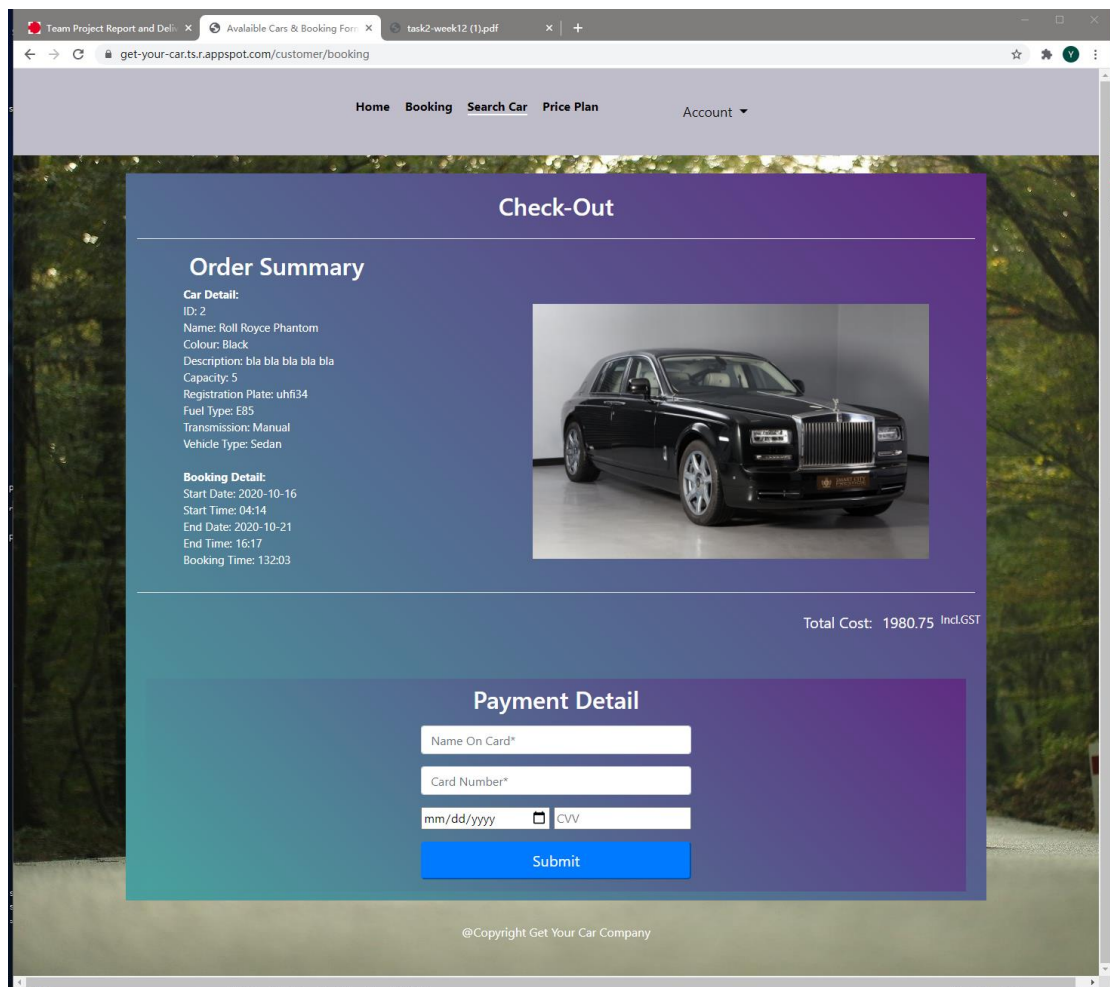 Team Project Report and Deliv
Avalaible Cars & Booking Form
task2-week12 (1).pdf
get-your-car.ts.r.appspot.com/customer/booking
Y
Home Booking Search Car Price Plan Account
Check-Out
Order Summary
Car Detail:
ID: 2
Name: Roll Royce Phantom
Colour: Black
Description: bla bla bla bla bla
Capacity: 5
Registration Plate: uhfi34
Fuel Type: E85
Transmission: Manual
Vehicle Type: Sedan
Booking Detail:
Start Date: 2020-10-16
Start Time: 04:14
End Date: 2020-10-21
End Time: 16:17
Booking Time: 132:03
Total Cost: 1980.75 Incl.GST
Payment Detail
Name On Card*
Card Number*
mm/dd/yyyy CVV
Submit
@Copyright Get Your Car Company